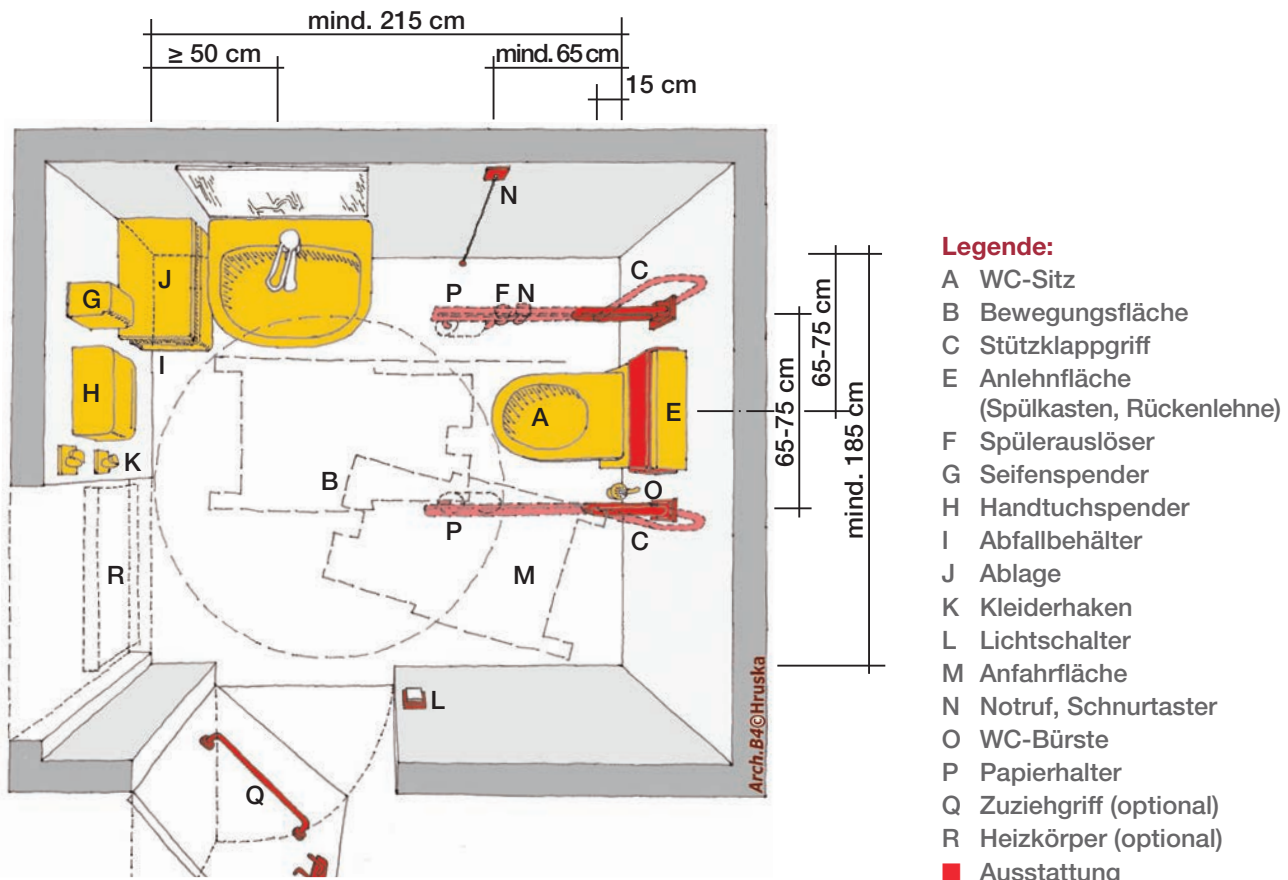 mind. 215 cm
≥ 50 cm
mind. 65 cm
15 cm
N
C
J
G
P
F N
I
H
A
E
65-75 cm
65-75 cm
mind. 185 cm
K
B
O
P
C
R
M
L
Q
Arch.B4©Hruska
Legende:
A WC-Sitz
B Bewegungsfläche
C Stützklappgriff
E Anlehnfläche
(Spülkasten, Rückenlehne)
F Spülerauslöser
G Seifenspender
H Handtuchspender
I Abfallbehälter
J Ablage
K Kleiderhaken
L Lichtschalter
M Anfahrfläche
N Notruf, Schnurtaster
O WC-Bürste
P Papierhalter
Q Zuziehgriff (optional)
R Heizkörper (optional)
Ausstattung